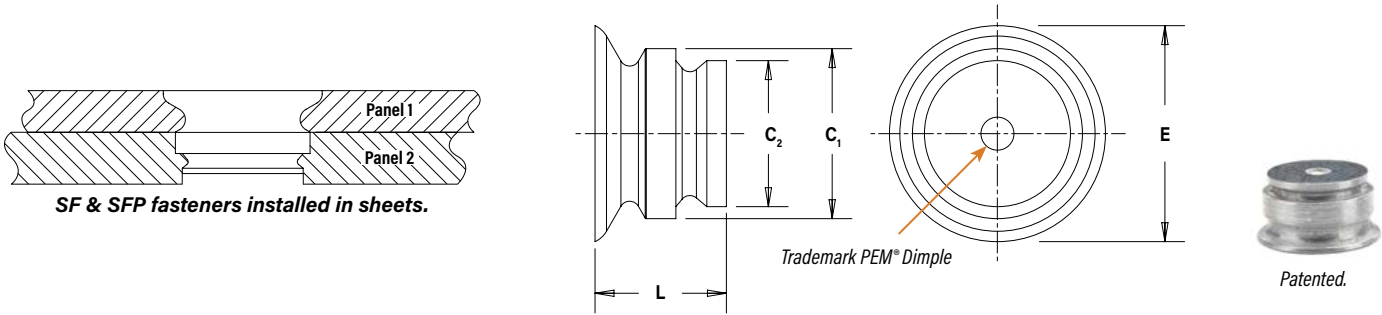 Panel 1
Panel 2
SF & SFP fasteners installed in sheets.
C₂
C₁
E
L
Trademark PEM® Dimple
Patented.